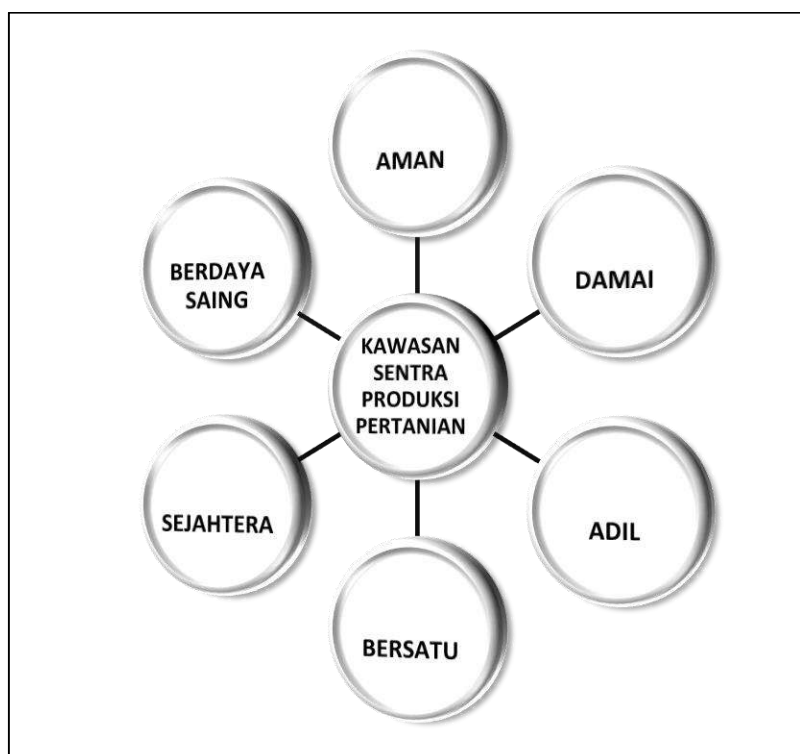 AMAN
DAMAI
ADIL
BERSATU
SEJAHTERA
BERDAYA
SAING
KAWASAN
SENTRA
PRODUKSI
PERTANIAN